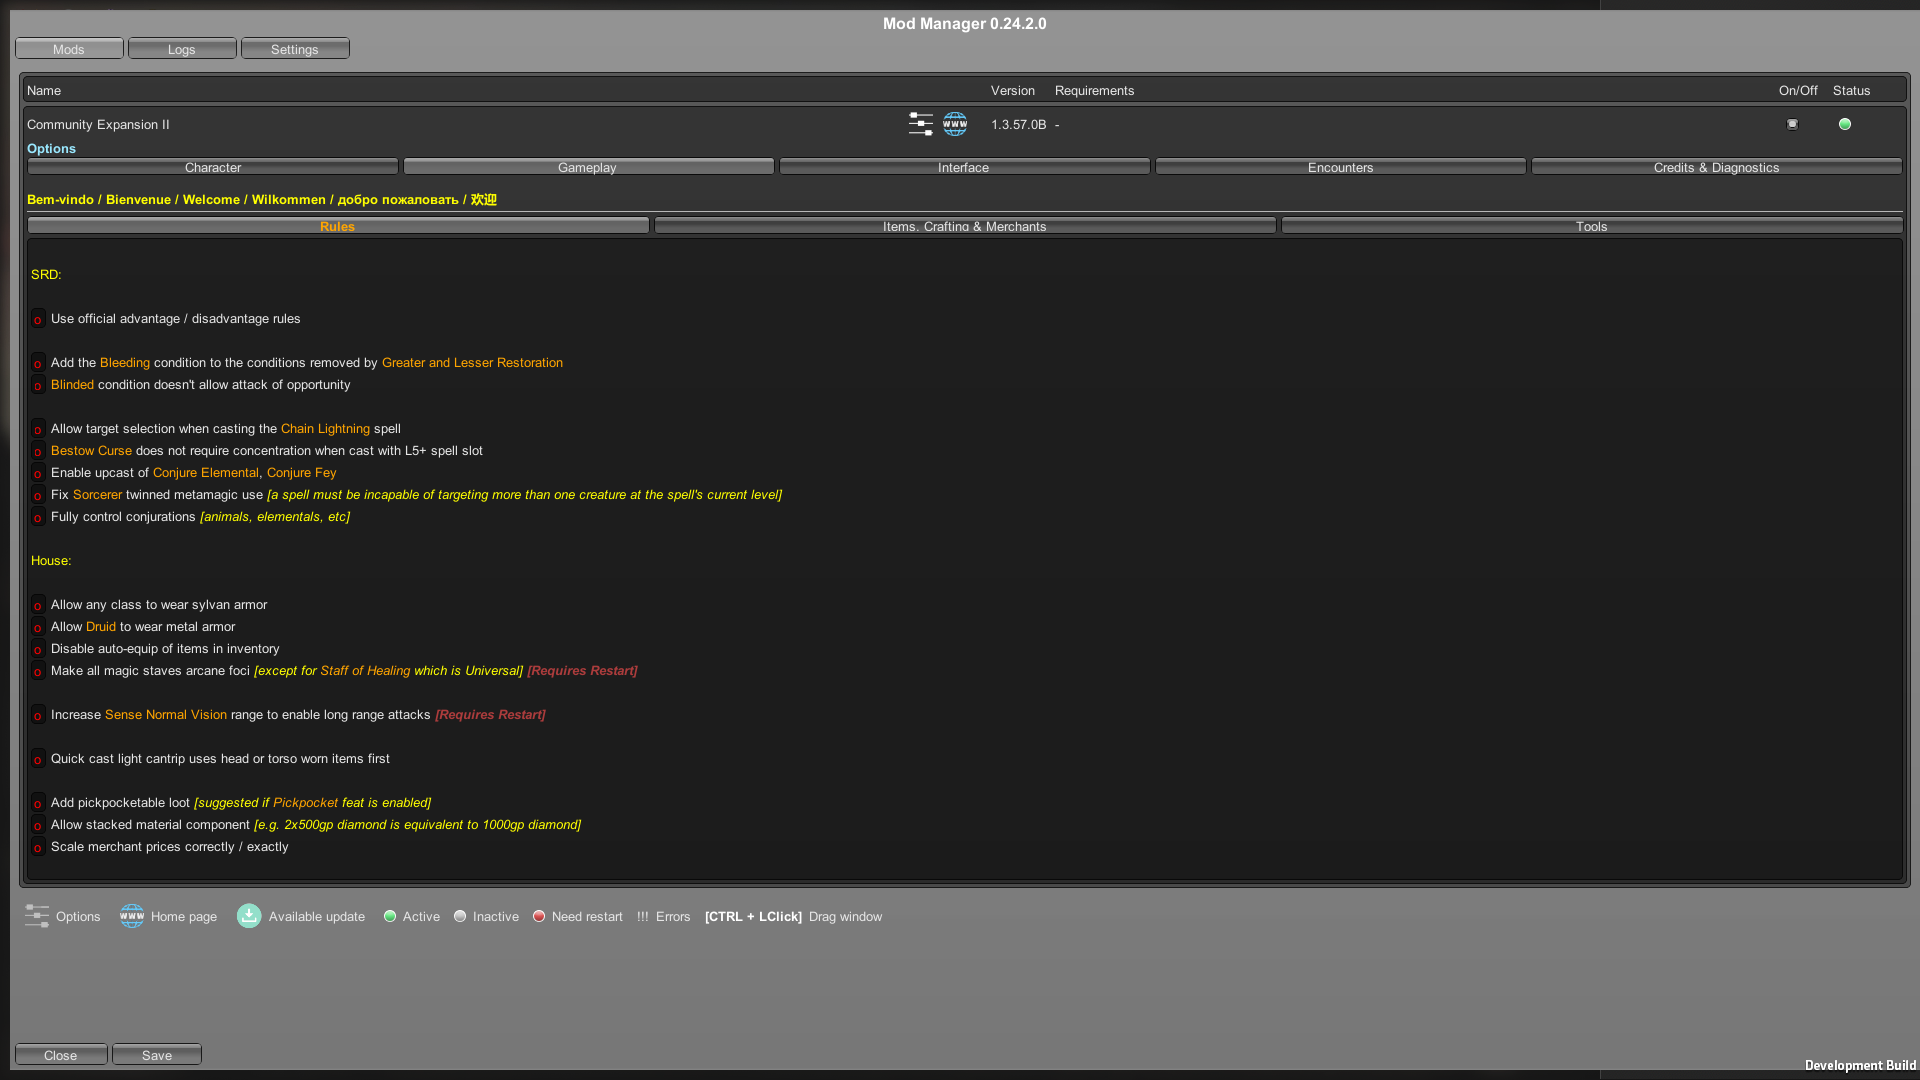 Mod Manager 0.24.2.0
Mods Logs Settings
Name Version Requirements On/Off Status
Community Expansion II WWW 1.3.57.0B -
Options
Character Gameplay Interface Encounters Credits & Diagnostics
Bem-vindo / Bienvenue / Welcome / Wilkommen / добро пожаловать / 欢迎
Rules Items, Crafting & Merchants Tools
SRD:
o Use official advantage / disadvantage rules
o Add the Bleeding condition to the conditions removed by Greater and Lesser Restoration
o Blinded condition doesn't allow attack of opportunity
o Allow target selection when casting the Chain Lightning spell
o Bestow Curse does not require concentration when cast with L5+ spell slot
o Enable upcast of Conjure Elemental, Conjure Fey
o Fix Sorcerer twinned metamagic use [a spell must be incapable of targeting more than one creature at the spell's current level]
o Fully control conjurations [animals, elementals, etc]
House:
o Allow any class to wear sylvan armor
o Allow Druid to wear metal armor
o Disable auto-equip of items in inventory
o Make all magic staves arcane foci [except for Staff of Healing which is Universal] [Requires Restart]
o Increase Sense Normal Vision range to enable long range attacks [Requires Restart]
o Quick cast light cantrip uses head or torso worn items first
o Add pickpocketable loot [suggested if Pickpocket feat is enabled]
o Allow stacked material component [e.g. 2x500gp diamond is equivalent to 1000gp diamond]
o Scale merchant prices correctly / exactly
Options WWW Home page Available update Active Inactive Need restart !!! Errors [CTRL + LClick] Drag window
Close Save
Development Build